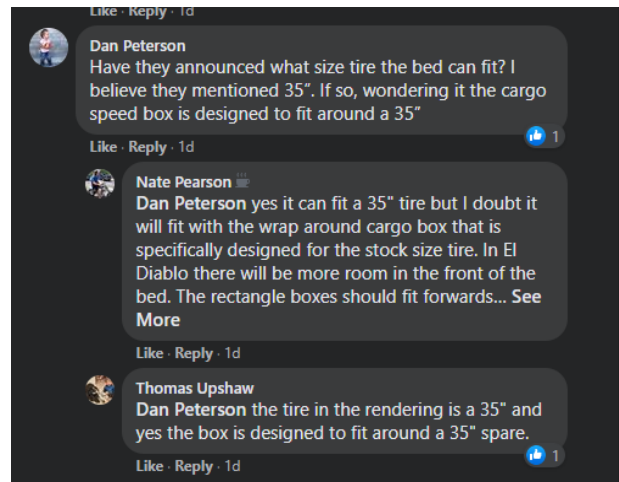 Like · Reply · 1d
Dan Peterson
Have they announced what size tire the bed can fit? I
believe they mentioned 35”. If so, wondering it the cargo
speed box is designed to fit around a 35”
1
Like · Reply · 1d
Nate Pearson
Dan Peterson yes it can fit a 35" tire but I doubt it
will fit with the wrap around cargo box that is
specifically designed for the stock size tire. In El
Diablo there will be more room in the front of the
bed. The rectangle boxes should fit forwards... See
More
Like · Reply · 1d
Thomas Upshaw
Dan Peterson the tire in the rendering is a 35" and
yes the box is designed to fit around a 35" spare.
1
Like · Reply · 1d